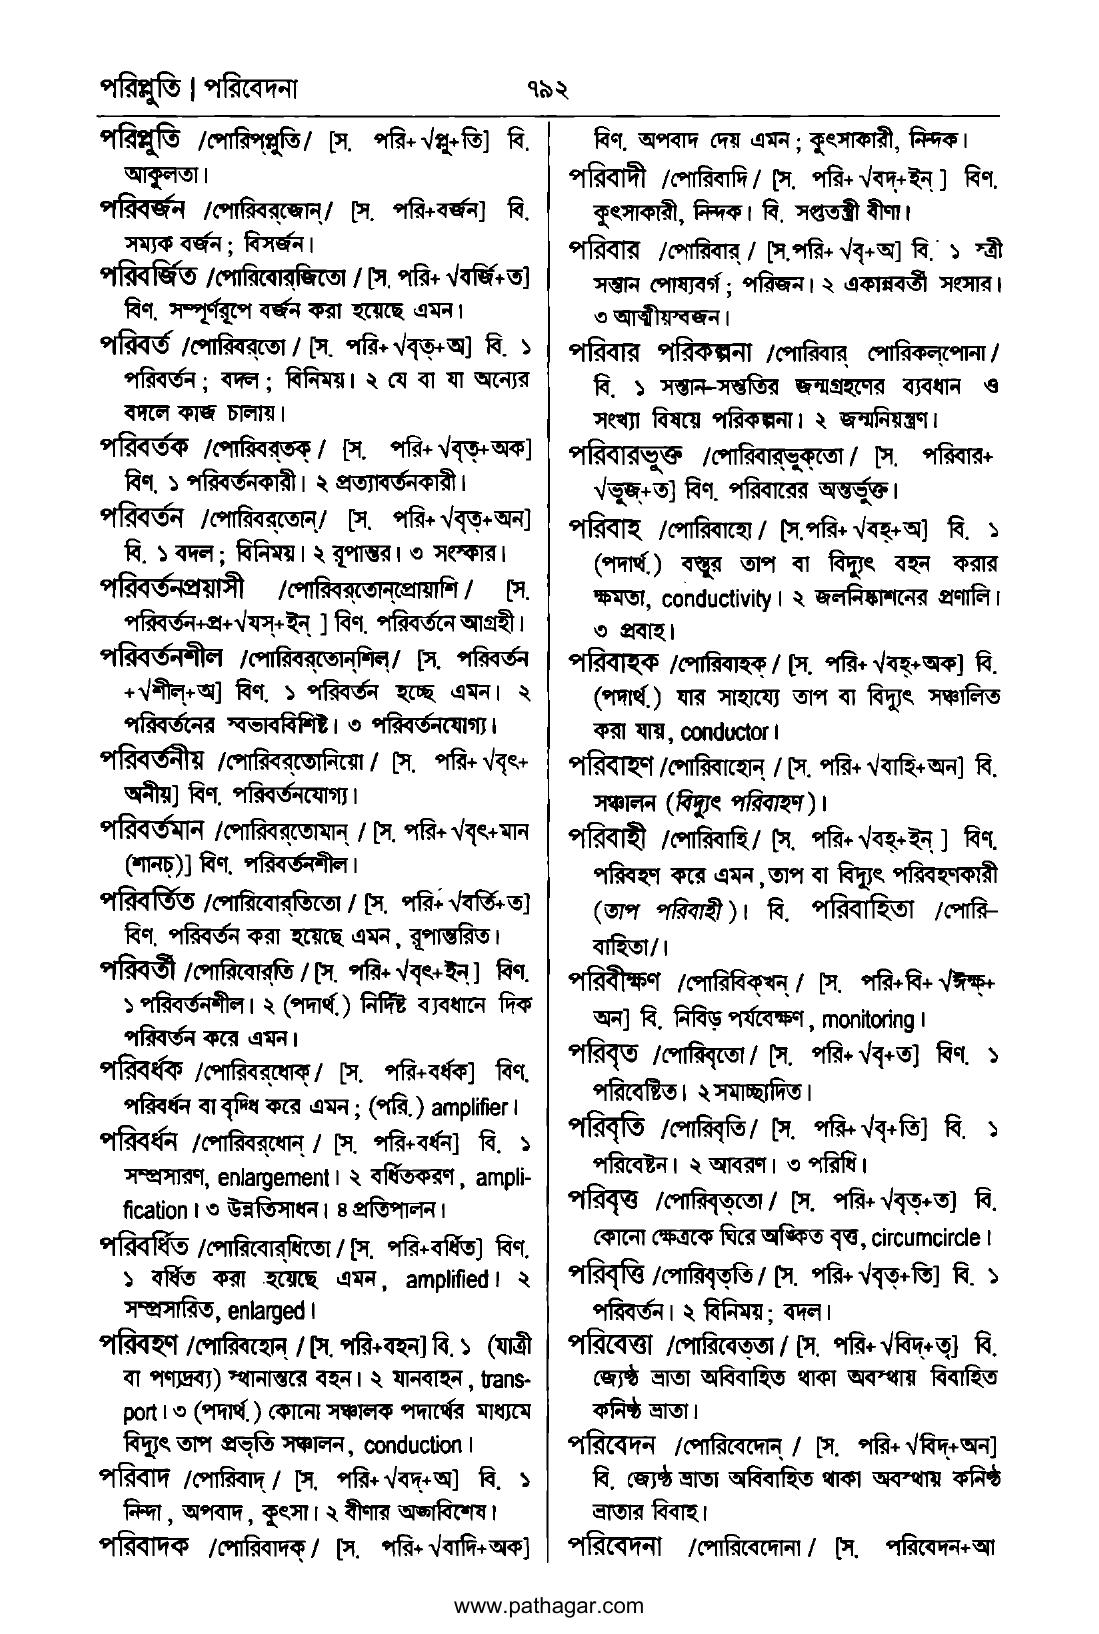 পরিপ্লুতি | পরিবেদনা
৭৯২
পরিপ্লুতি /পোরিপ্‌প্লুতি/ [স. পরি+√প্লু+তি] বি.
আকুলতা।
পরিবর্জন /পোরিবর্‌জোন্‌/ [স. পরি+বর্জন] বি.
সম্যক বর্জন; বিসর্জন।
পরিবর্জিত /পোরিবোর্‌জিতো / [স. পরি+√বর্জি+ত]
বিণ. সম্পূর্ণরূপে বর্জন করা হয়েছে এমন।
পরিবর্ত /পোরিবর্‌তো / [স. পরি+√বৃত্‌+অ] বি. ১
পরিবর্তন; বদল; বিনিময়। ২ যে বা যা অন্যের
বদলে কাজ চালায়।
পরিবর্তক /পোরিবর্‌তক্‌ / [স. পরি+√বৃত্‌+অক]
বিণ. ১ পরিবর্তনকারী। ২ প্রত্যাবর্তনকারী।
পরিবর্তন /পোরিবর্‌তোন্‌/ [স. পরি+√বৃত্‌+অন]
বি. ১ বদল; বিনিময়। ২ রূপান্তর। ৩ সংস্কার।
পরিবর্তনপ্রয়াসী /পোরিবর্‌তোন্‌প্রোয়াশি / [স.
পরিবর্তন+প্র+√যস্‌+ইন্‌ ] বিণ. পরিবর্তনে আগ্রহী।
পরিবর্তনশীল /পোরিবর্‌তোন্‌শিল্‌/ [স. পরিবর্তন
+√শীল্‌+অ] বিণ. ১ পরিবর্তন হচ্ছে এমন। ২
পরিবর্তনের স্বভাববিশিষ্ট। ৩ পরিবর্তনযোগ্য।
পরিবর্তনীয় /পোরিবর্‌তোনিয়ো / [স. পরি+√বৃৎ+
অনীয়] বিণ. পরিবর্তনযোগ্য।
পরিবর্তমান /পোরিবর্‌তোমান্‌ / [স. পরি+√বৃৎ+মান
(শানচ্‌)] বিণ. পরিবর্তনশীল।
পরিবর্তিত /পোরিবোর্‌তিতো / [স. পরি+√বর্তি+ত]
বিণ. পরিবর্তন করা হয়েছে এমন, রূপান্তরিত।
পরিবর্তী /পোরিবোর্‌তি / [স. পরি+√বৃৎ+ইন্‌ ] বিণ.
১ পরিবর্তনশীল। ২ (পদার্থ.) নির্দিষ্ট ব্যবধানে দিক
পরিবর্তন করে এমন।
পরিবর্ধক /পোরিবর্‌ধোক্‌ / [স. পরি+বর্ধক] বিণ.
পরিবর্ধন বা বৃদ্ধি করে এমন; (পরি.) amplifier।
পরিবর্ধন /পোরিবর্‌ধোন্‌ / [স. পরি+বর্ধন] বি. ১
সম্প্রসারণ, enlargement। ২ বর্ধিতকরণ, ampli-
fication। ৩ উন্নতিসাধন। ৪ প্রতিপালন।
পরিবর্ধিত /পোরিবোর্‌ধিতো / [স. পরি+বর্ধিত] বিণ.
১ বর্ধিত করা হয়েছে এমন, amplified। ২
সম্প্রসারিত, enlarged।
পরিবহণ /পোরিবহোন্‌ / [স. পরি+বহন] বি. ১ (যাত্রী
বা পণ্যদ্রব্য) স্থানান্তরে বহন। ২ যানবাহন, trans-
port। ৩ (পদার্থ.) কোনো সঞ্চালক পদার্থের মাধ্যমে
বিদ্যুৎ তাপ প্রভৃতি সঞ্চালন, conduction।
পরিবাদ /পোরিবাদ্‌ / [স. পরি+√বদ্‌+অ] বি. ১
নিন্দা, অপবাদ, কুৎসা। ২ বীণার অঙ্গবিশেষ।
পরিবাদক /পোরিবাদক্‌ / [স. পরি+√বাদি+অক]
বিণ. অপবাদ দেয় এমন; কুৎসাকারী, নিন্দক।
পরিবাদী /পোরিবাদি / [স. পরি+√বদ্‌+ইন্‌ ] বিণ.
কুৎসাকারী, নিন্দক। বি. সপ্ততন্ত্রী বীণা।
পরিবার /পোরিবার্‌ / [স.পরি+√বৃ+অ] বি. ১ স্ত্রী
সন্তান পোষ্যবর্গ; পরিজন। ২ একান্নবর্তী সংসার।
৩ আত্মীয়স্বজন।
পরিবার পরিকল্পনা /পোরিবার্‌ পোরিকল্‌পোনা /
বি. ১ সন্তান-সন্ততির জন্মগ্রহণের ব্যবধান ও
সংখ্যা বিষয়ে পরিকল্পনা। ২ জন্মনিয়ন্ত্রণ।
পরিবারভুক্ত /পোরিবার্‌ভুক্‌তো / [স. পরিবার+
√ভুজ্‌+ত] বিণ. পরিবারের অন্তর্ভুক্ত।
পরিবাহ /পোরিবাহো / [স.পরি+√বহ্‌+অ] বি. ১
(পদার্থ.) বস্তুর তাপ বা বিদ্যুৎ বহন করার
ক্ষমতা, conductivity। ২ জলনিষ্কাশনের প্রণালি।
৩ প্রবাহ।
পরিবাহক /পোরিবাহক্‌ / [স. পরি+√বহ্‌+অক] বি.
(পদার্থ.) যার সাহায্যে তাপ বা বিদ্যুৎ সঞ্চালিত
করা যায়, conductor।
পরিবাহণ /পোরিবাহোন্‌ / [স. পরি+√বাহি+অন] বি.
সঞ্চালন (বিদ্যুৎ পরিবাহণ)।
পরিবাহী /পোরিবাহি / [স. পরি+√বহ্‌+ইন্‌ ] বিণ.
পরিবহণ করে এমন, তাপ বা বিদ্যুৎ পরিবহণকারী
(তাপ পরিবাহী)। বি. পরিবাহিতা /পোরি-
বাহিতা/।
পরিবীক্ষণ /পোরিবিক্‌খন্‌ / [স. পরি+বি+√ঈক্ষ্‌+
অন] বি. নিবিড় পর্যবেক্ষণ, monitoring।
পরিবৃত /পোরিবৃতো / [স. পরি+√বৃ+ত] বিণ. ১
পরিবেষ্টিত। ২ সমাচ্ছাদিত।
পরিবৃতি /পোরিবৃতি / [স. পরি+√বৃ+তি] বি. ১
পরিবেষ্টন। ২ আবরণ। ৩ পরিধি।
পরিবৃত্ত /পোরিবৃত্‌তো / [স. পরি+√বৃত্‌+ত] বি.
কোনো ক্ষেত্রকে ঘিরে অঙ্কিত বৃত্ত, circumcircle।
পরিবৃত্তি /পোরিবৃত্‌তি / [স. পরি+√বৃত্‌+তি] বি. ১
পরিবর্তন। ২ বিনিময়; বদল।
পরিবেত্তা /পোরিবেত্‌তা / [স. পরি+√বিদ্‌+তৃ] বি.
জ্যেষ্ঠ ভ্রাতা অবিবাহিত থাকা অবস্থায় বিবাহিত
কনিষ্ঠ ভ্রাতা।
পরিবেদন /পোরিবেদোন্‌ / [স. পরি+√বিদ্‌+অন]
বি. জ্যেষ্ঠ ভ্রাতা অবিবাহিত থাকা অবস্থায় কনিষ্ঠ
ভ্রাতার বিবাহ।
পরিবেদনা /পোরিবেদোনা / [স. পরিবেদন+আ
www.pathagar.com